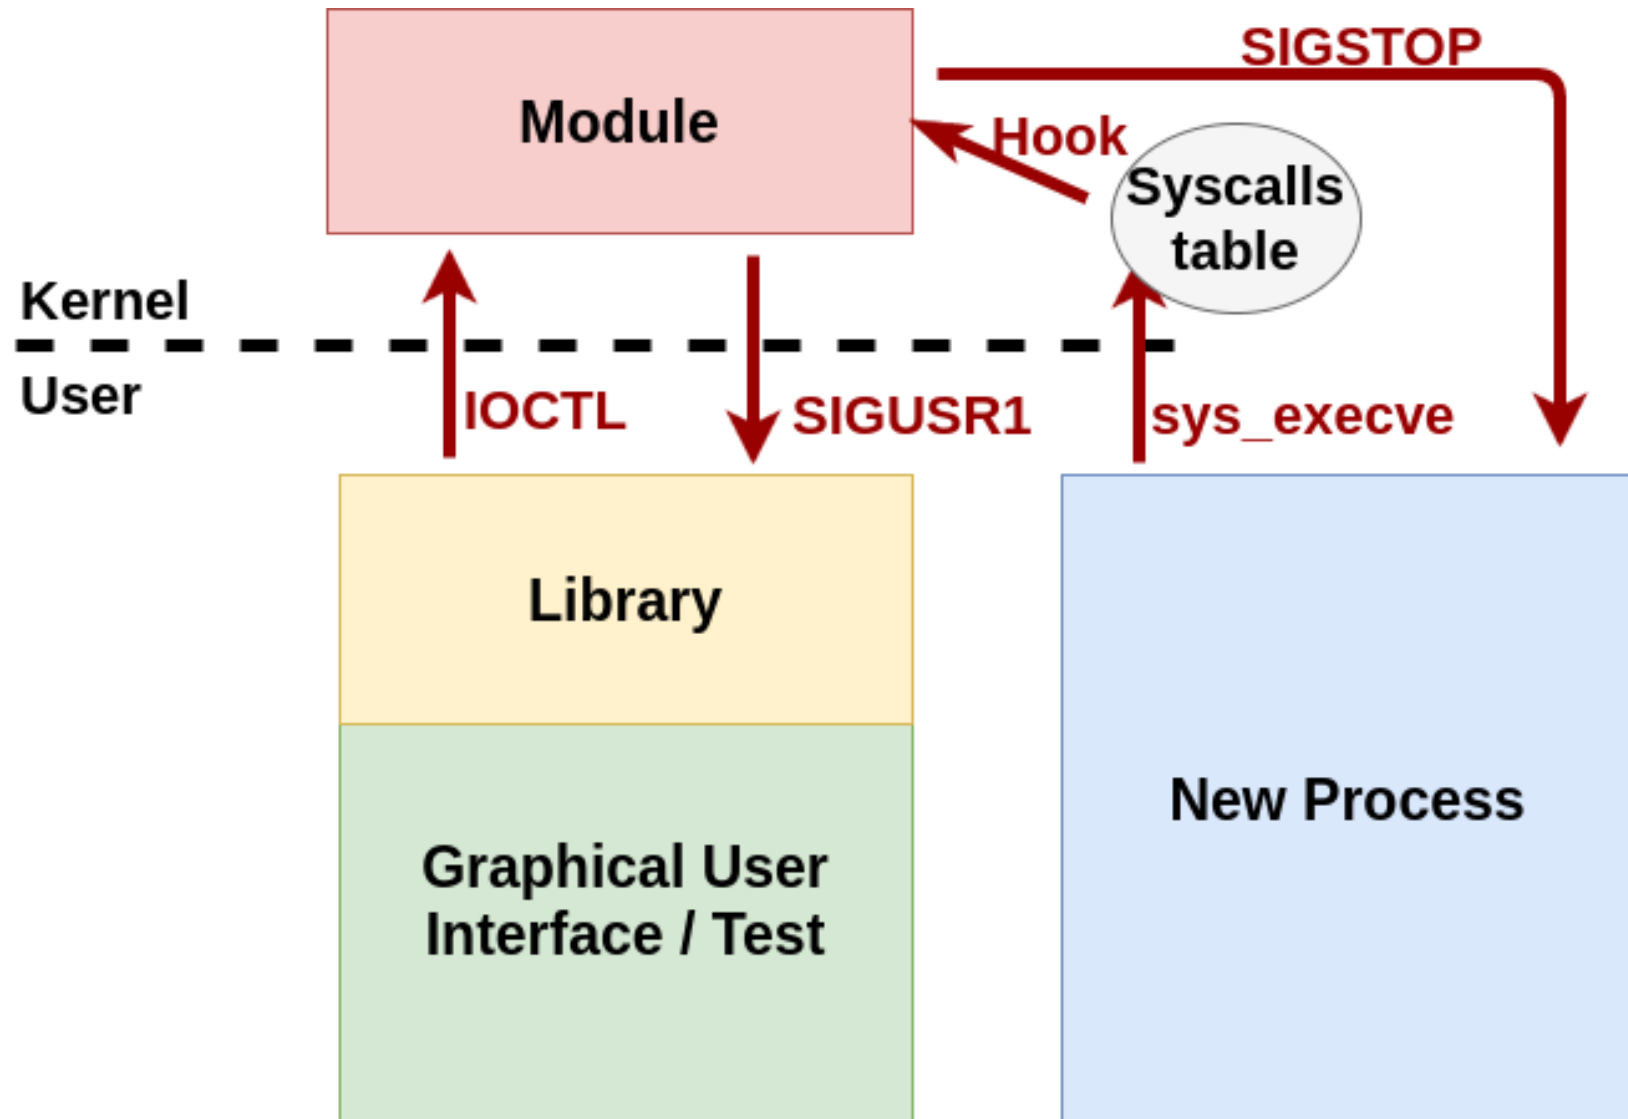 SIGSTOP
Module
Hook
Syscalls
table
Kernel
User
IOCTL
SIGUSR1
sys_execve
Library
New Process
Graphical User
Interface / Test